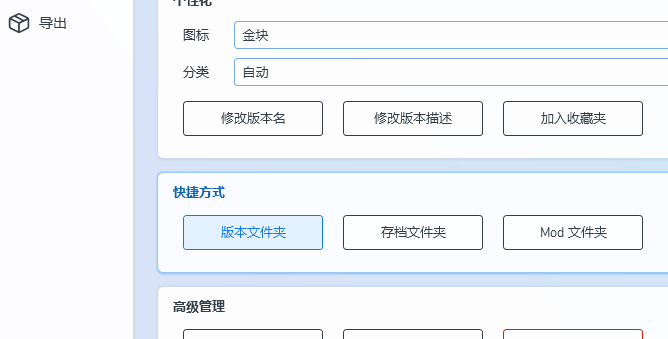 导出
个性化
图标 金块
分类 自动
修改版本名 修改版本描述 加入收藏夹
快捷方式
版本文件夹 存档文件夹 Mod 文件夹
高级管理